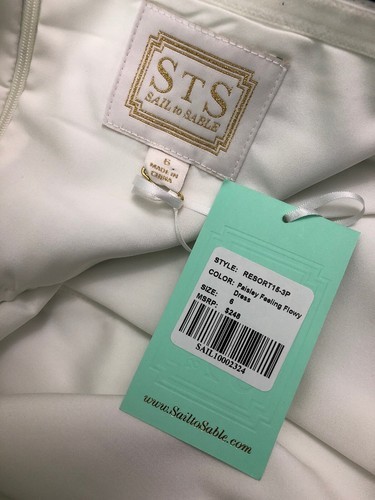 STS
SAIL to SABLE
6
MADE IN
CHINA
STYLE: RESORT15-3P
COLOR: Paisley Feeling Flowy
Dress
SIZE: 6
MSRP: $248
SAIL10002324
www.SailtoSable.com